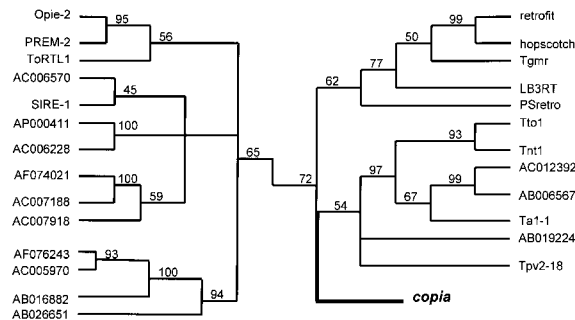 Opie-2
95
PREM-2
56
ToRTL1
AC006570
45
SIRE-1
AP000411
100
AC006228
AF074021
100
AC007188
59
AC007918
AF076243
93
AC005970
100
AB016882
94
AB026651
65
72
retrofit
99
hopscotch
50
Tgmr
77
LB3RT
62
PSretro
Tto1
93
Tnt1
97
AC012392
99
AB006567
67
Ta1-1
54
AB019224
Tpv2-18
copia